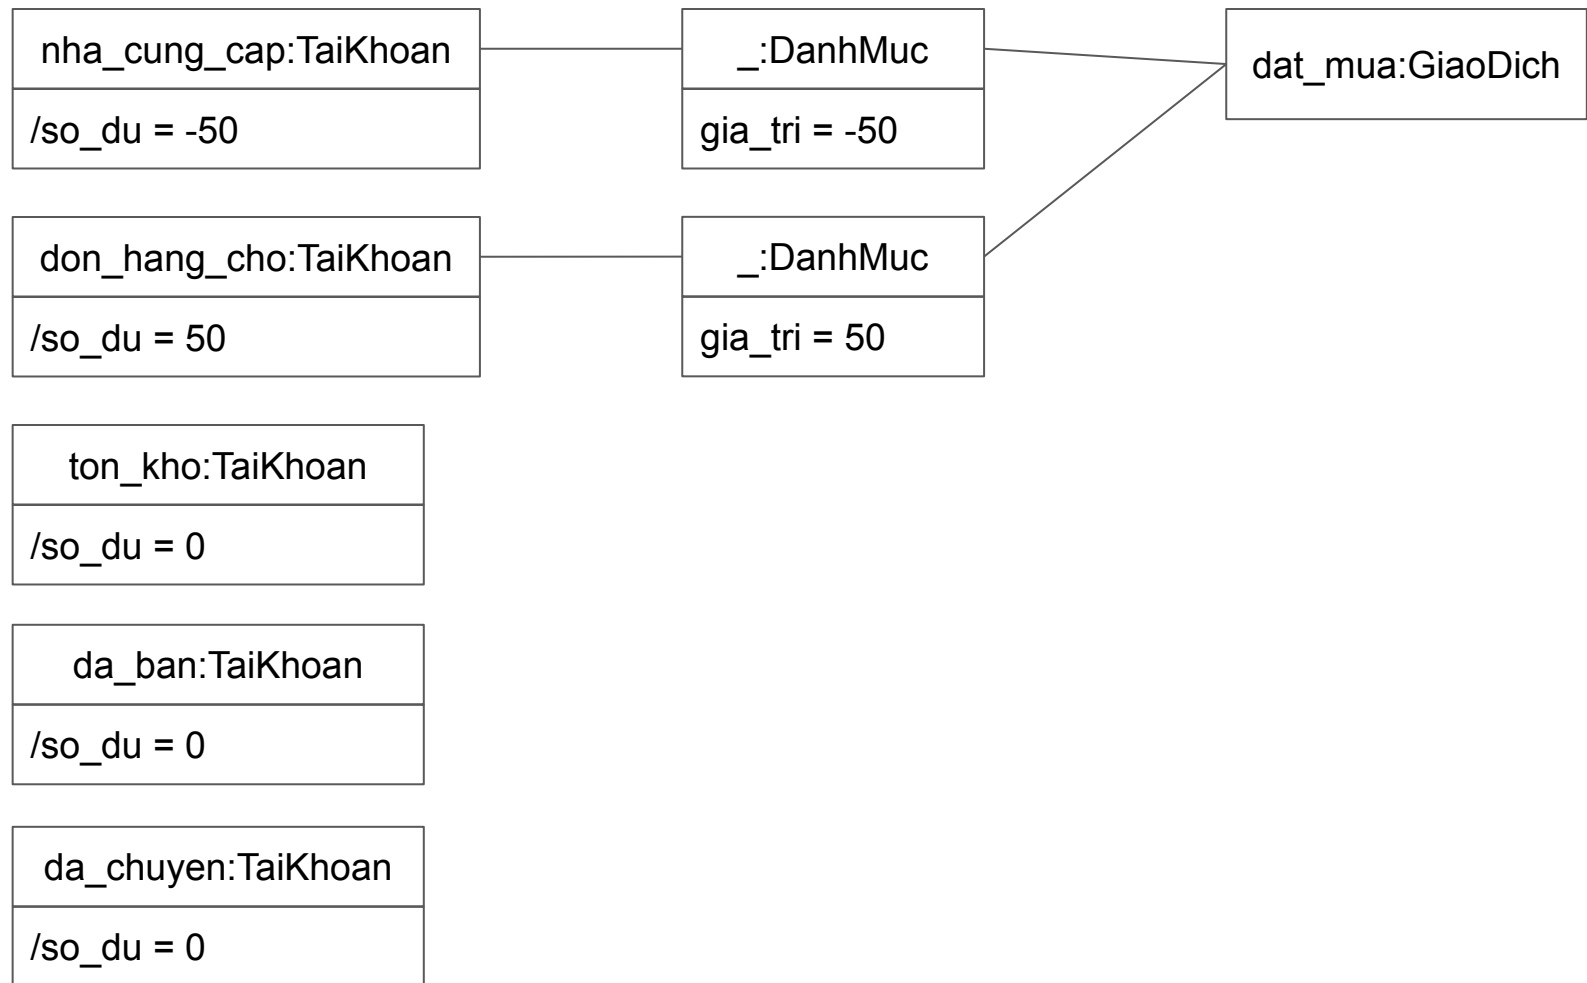 nha_cung_cap:TaiKhoan
/so_du = -50
_:DanhMuc
gia_tri = -50
dat_mua:GiaoDich
don_hang_cho:TaiKhoan
/so_du = 50
_:DanhMuc
gia_tri = 50
ton_kho:TaiKhoan
/so_du = 0
da_ban:TaiKhoan
/so_du = 0
da_chuyen:TaiKhoan
/so_du = 0